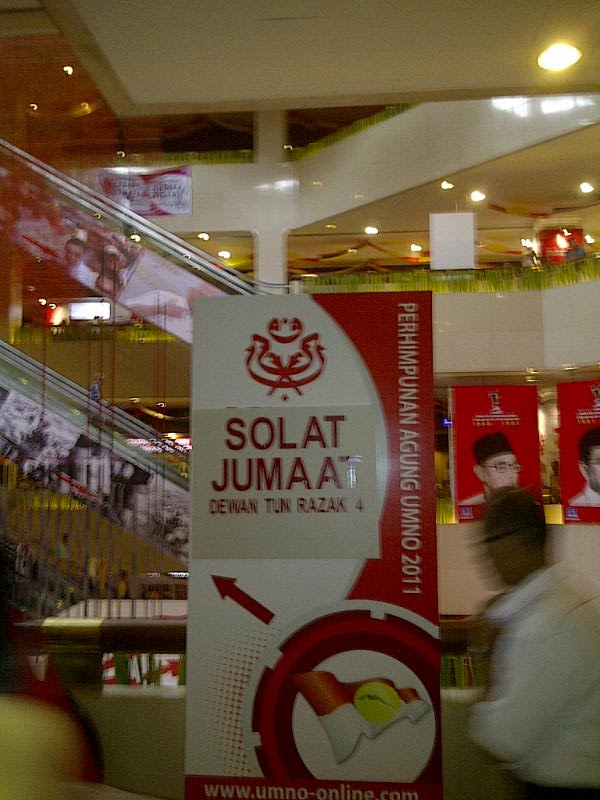 SOLAT
JUMAAT
DEWAN TUN RAZAK 4
PERHIMPUNAN AGUNG UMNO 2011
www.umno-online.com